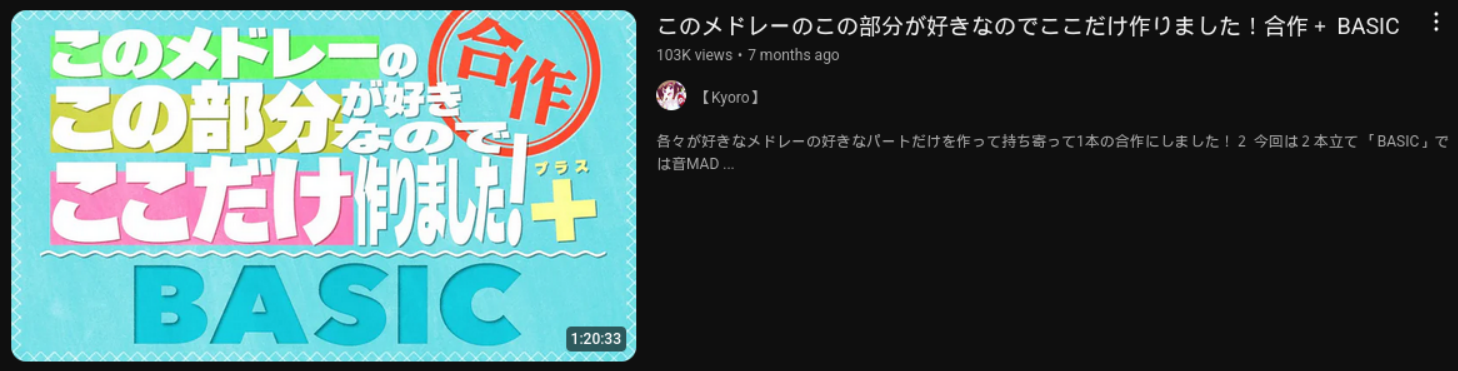 このメドレーの
この部分が好き
なので
ここだけ作りました!
合作
プラス
+
BASIC
1:20:33
このメドレーのこの部分が好きなのでここだけ作りました！合作 + BASIC
103K views • 7 months ago
【Kyoro】
各々が好きなメドレーの好きなパートだけを作って持ち寄って1本の合作にしました！２ 今回は２本立て「BASIC」で
は音MAD ...